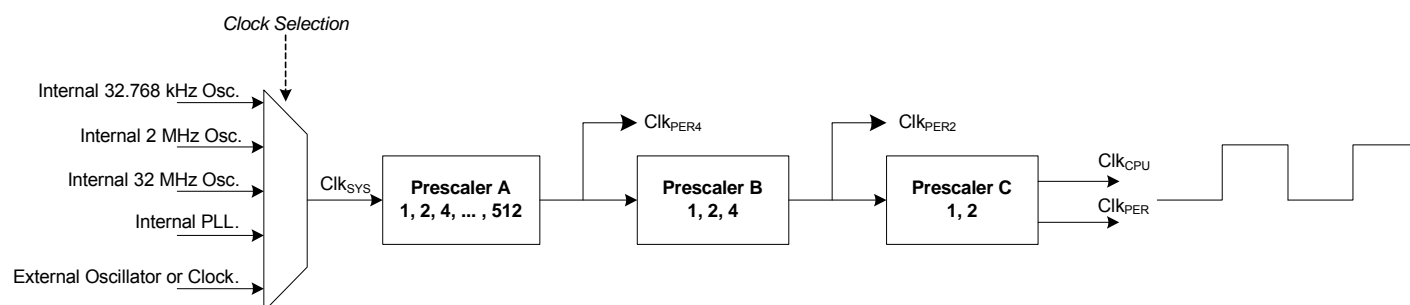 Clock Selection
Internal 32.768 kHz Osc.
Internal 2 MHz Osc.
Internal 32 MHz Osc.
Internal PLL.
External Oscillator or Clock.
ClkSYS
Prescaler A
1, 2, 4, ... , 512
ClkPER4
Prescaler B
1, 2, 4
ClkPER2
Prescaler C
1, 2
ClkCPU
ClkPER